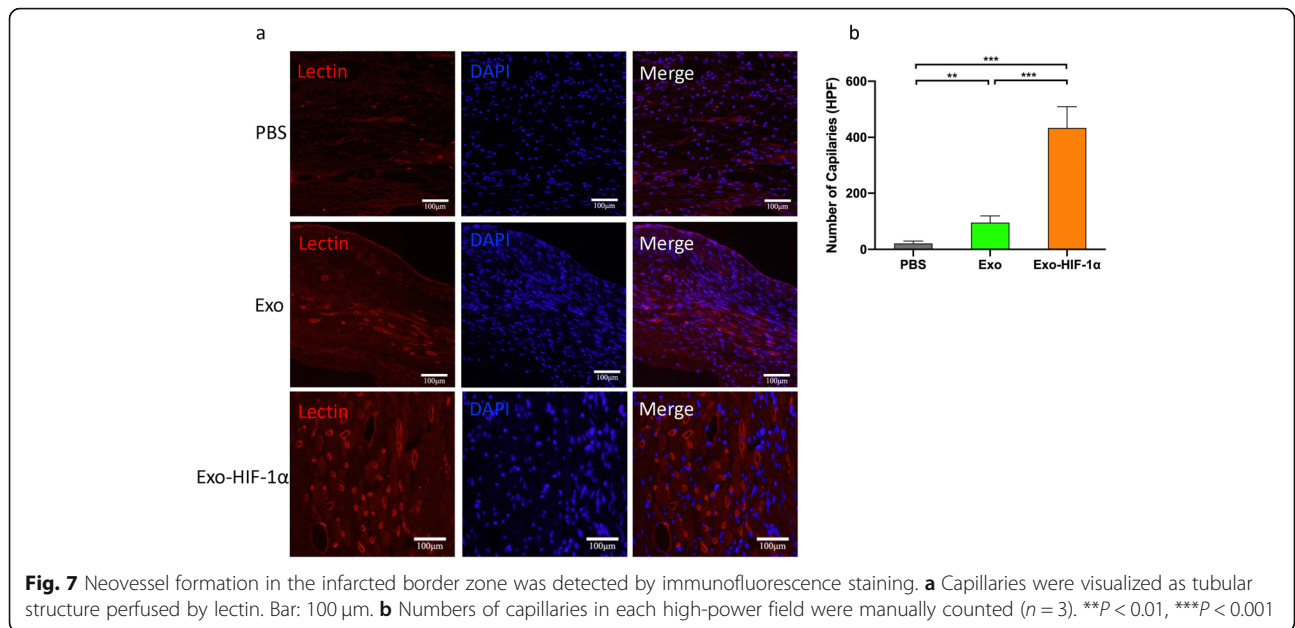 a
Lectin DAPI Merge
PBS
100µm 100µm 100µm
Lectin DAPI Merge
Exo
100µm 100µm 100µm
Lectin DAPI Merge
Exo-HIF-1α
100µm 100µm 100µm
b
***
** ***
Number of Capilaries (HPF)
600
400
200
0
PBS Exo Exo-HIF-1α
Fig. 7 Neovessel formation in the infarcted border zone was detected by immunofluorescence staining. a Capillaries were visualized as tubular
structure perfused by lectin. Bar: 100 µm. b Numbers of capillaries in each high-power field were manually counted (n = 3). **P < 0.01, ***P < 0.001